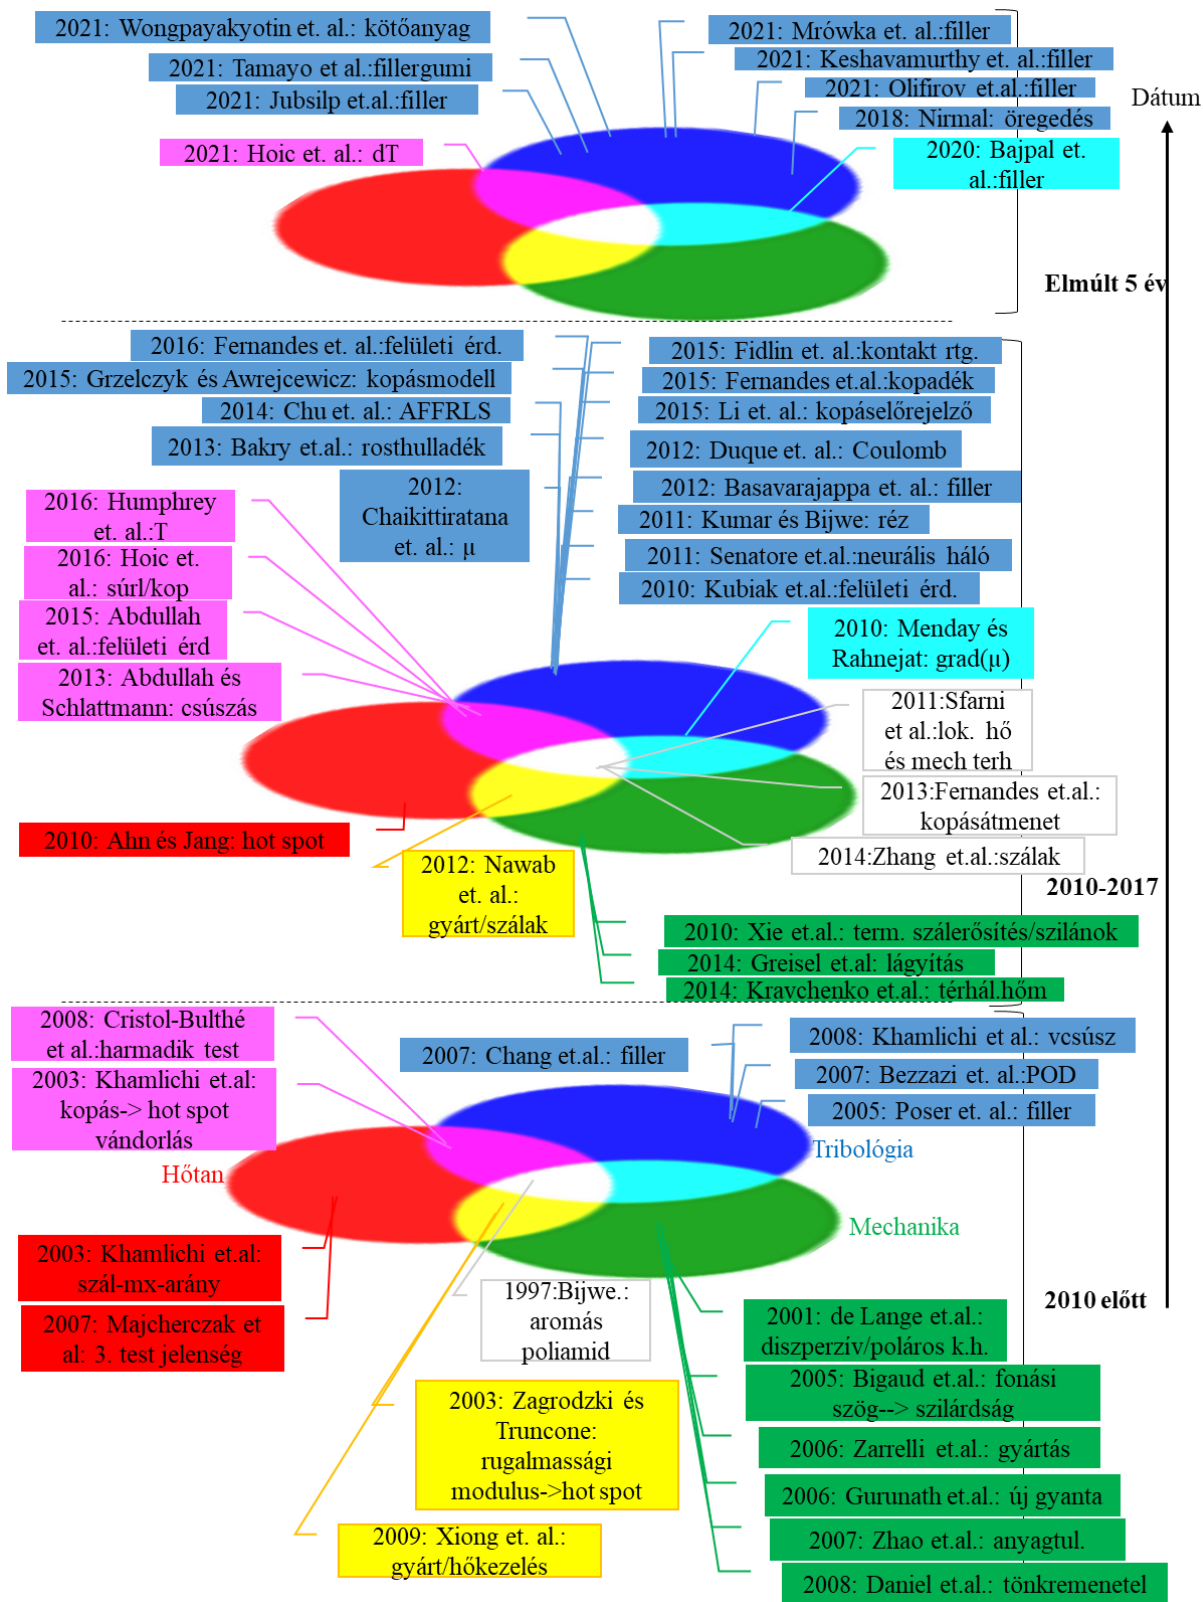 2021: Wongpayakyotin et. al.: kötőanyag
2021: Tamayo et al.:fillergumi
2021: Jubsilp et.al.:filler
2021: Hoic et. al.: dT
2021: Mrówka et. al.:filler
2021: Keshavamurthy et. al.:filler
2021: Olifirov et.al.:filler
2018: Nirmal: öregedés
2020: Bajpal et.
al.:filler
Dátum
Elmúlt 5 év
2016: Fernandes et. al.:felületi érd.
2015: Grzelczyk és Awrejcewicz: kopásmodell
2014: Chu et. al.: AFFRLS
2013: Bakry et.al.: rosthulladék
2012:
Chaikittiratana
et. al.: µ
2015: Fidlin et. al.:kontakt rtg.
2015: Fernandes et.al.:kopadék
2015: Li et. al.: kopáselőrejelző
2012: Duque et. al.: Coulomb
2012: Basavarajappa et. al.: filler
2011: Kumar és Bijwe: réz
2011: Senatore et.al.:neurális háló
2010: Kubiak et.al.:felületi érd.
2016: Humphrey
et. al.:T
2016: Hoic et.
al.: súrl/kop
2015: Abdullah
et. al.:felületi érd
2013: Abdullah és
Schlattmann: csúszás
2010: Menday és
Rahnejat: grad(µ)
2011:Sfarni
et al.:lok. hő
és mech terh
2013:Fernandes et.al.:
kopásátmenet
2014:Zhang et.al.:szálak
2010: Ahn és Jang: hot spot
2012: Nawab
et. al.:
gyárt/szálak
2010-2017
2010: Xie et.al.: term. szálerősítés/szilánok
2014: Greisel et.al: lágyítás
2014: Kravchenko et.al.: térhál.hőm
2008: Cristol-Bulthé
et al.:harmadik test
2003: Khamlichi et.al:
kopás-> hot spot
vándorlás
2007: Chang et.al.: filler
2008: Khamlichi et al.: vcsúsz
2007: Bezzazi et. al.:POD
2005: Poser et. al.: filler
Hőtan
Tribológia
Mechanika
2003: Khamlichi et.al:
szál-mx-arány
2007: Majcherczak et
al: 3. test jelenség
1997:Bijwe.:
aromás
poliamid
2010 előtt
2001: de Lange et.al.:
diszperzív/poláros k.h.
2005: Bigaud et.al.: fonási
szög--> szilárdság
2003: Zagrodzki és
Truncone:
rugalmassági
modulus->hot spot
2006: Zarrelli et.al.: gyártás
2006: Gurunath et.al.: új gyanta
2009: Xiong et. al.:
gyárt/hőkezelés
2007: Zhao et.al.: anyagtul.
2008: Daniel et.al.: tönkremenetel